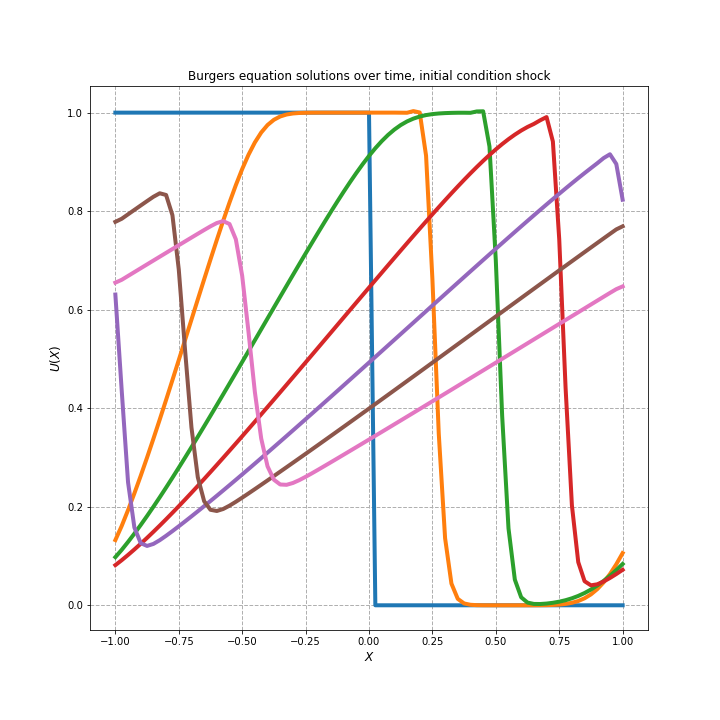 Burgers equation solutions over time, initial condition shock
1.0
0.8
0.6
0.4
0.2
0.0
U(X)
−1.00 −0.75 −0.50 −0.25 0.00 0.25 0.50 0.75 1.00
X